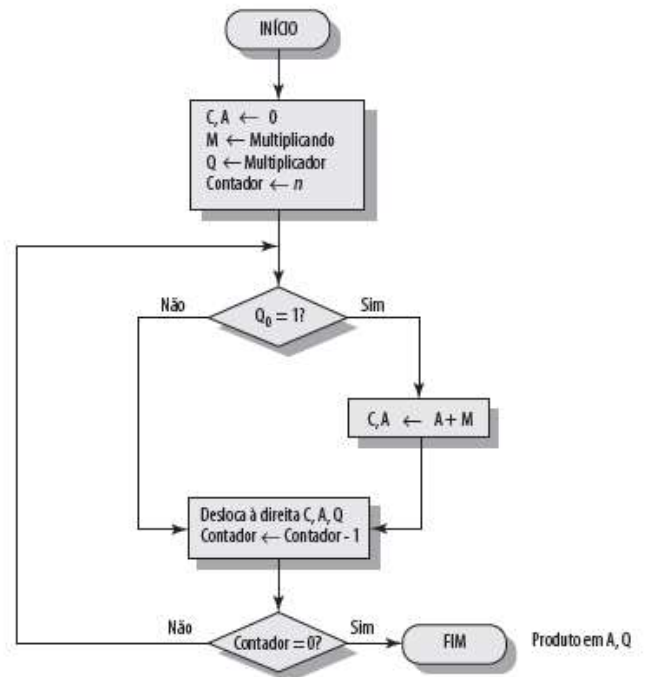 INÍCIO
C, A ← 0
M ← Multiplicando
Q ← Multiplicador
Contador ← n
Não
Q₀ = 1?
Sim
C, A ← A + M
Desloca à direita C, A, Q
Contador ← Contador - 1
Não
Contador = 0?
Sim
FIM
Produto em A, Q